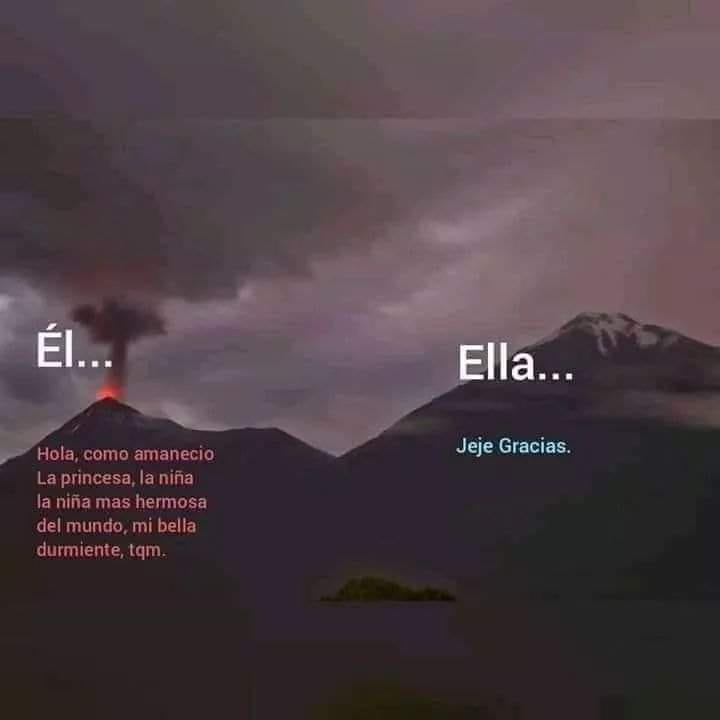 Él...
Hola, como amanecio
La princesa, la niña
la niña mas hermosa
del mundo, mi bella
durmiente, tqm.
Ella...
Jeje Gracias.